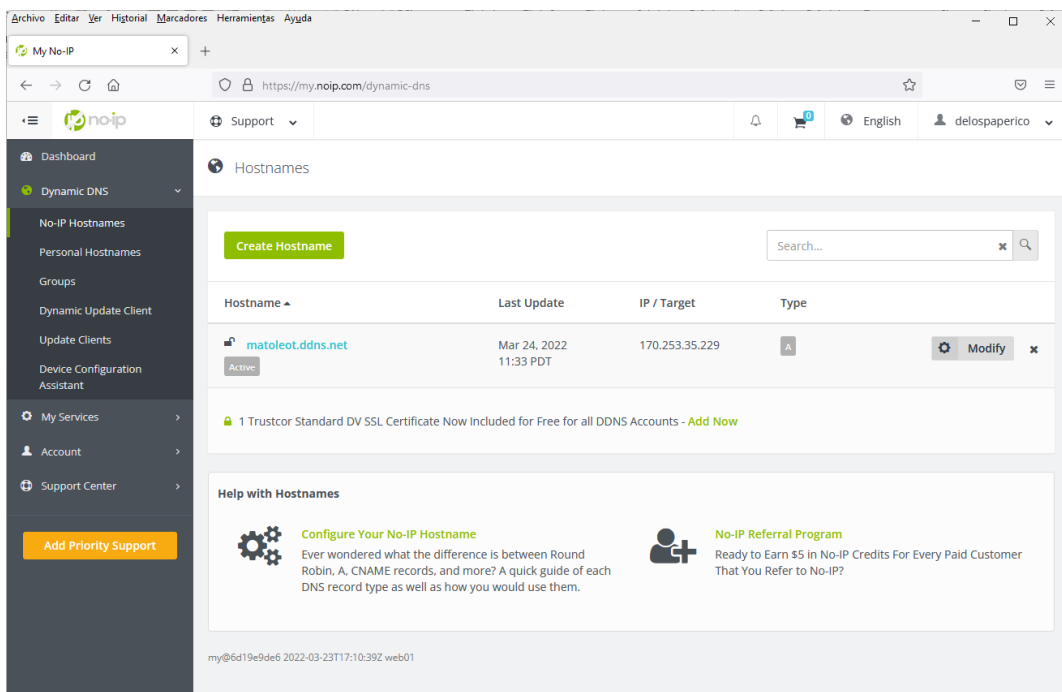 Archivo Editar Ver Historial Marcadores Herramientas Ayuda
My No-IP
https://my.noip.com/dynamic-dns
no-ip
Support
0
English
delospaperico
Dashboard
Dynamic DNS
No-IP Hostnames
Personal Hostnames
Groups
Dynamic Update Client
Update Clients
Device Configuration
Assistant
My Services
Account
Support Center
Add Priority Support
Hostnames
Create Hostname
Search...
Hostname Last Update IP / Target Type
matoleot.ddns.net Mar 24, 2022 170.253.35.229 A Modify
Active 11:33 PDT
1 Trustcor Standard DV SSL Certificate Now Included for Free for all DDNS Accounts - Add Now
Help with Hostnames
Configure Your No-IP Hostname
Ever wondered what the difference is between Round
Robin, A, CNAME records, and more? A quick guide of each
DNS record type as well as how you would use them.
No-IP Referral Program
Ready to Earn $5 in No-IP Credits For Every Paid Customer
That You Refer to No-IP?
my@6d19e9de6 2022-03-23T17:10:39Z web01